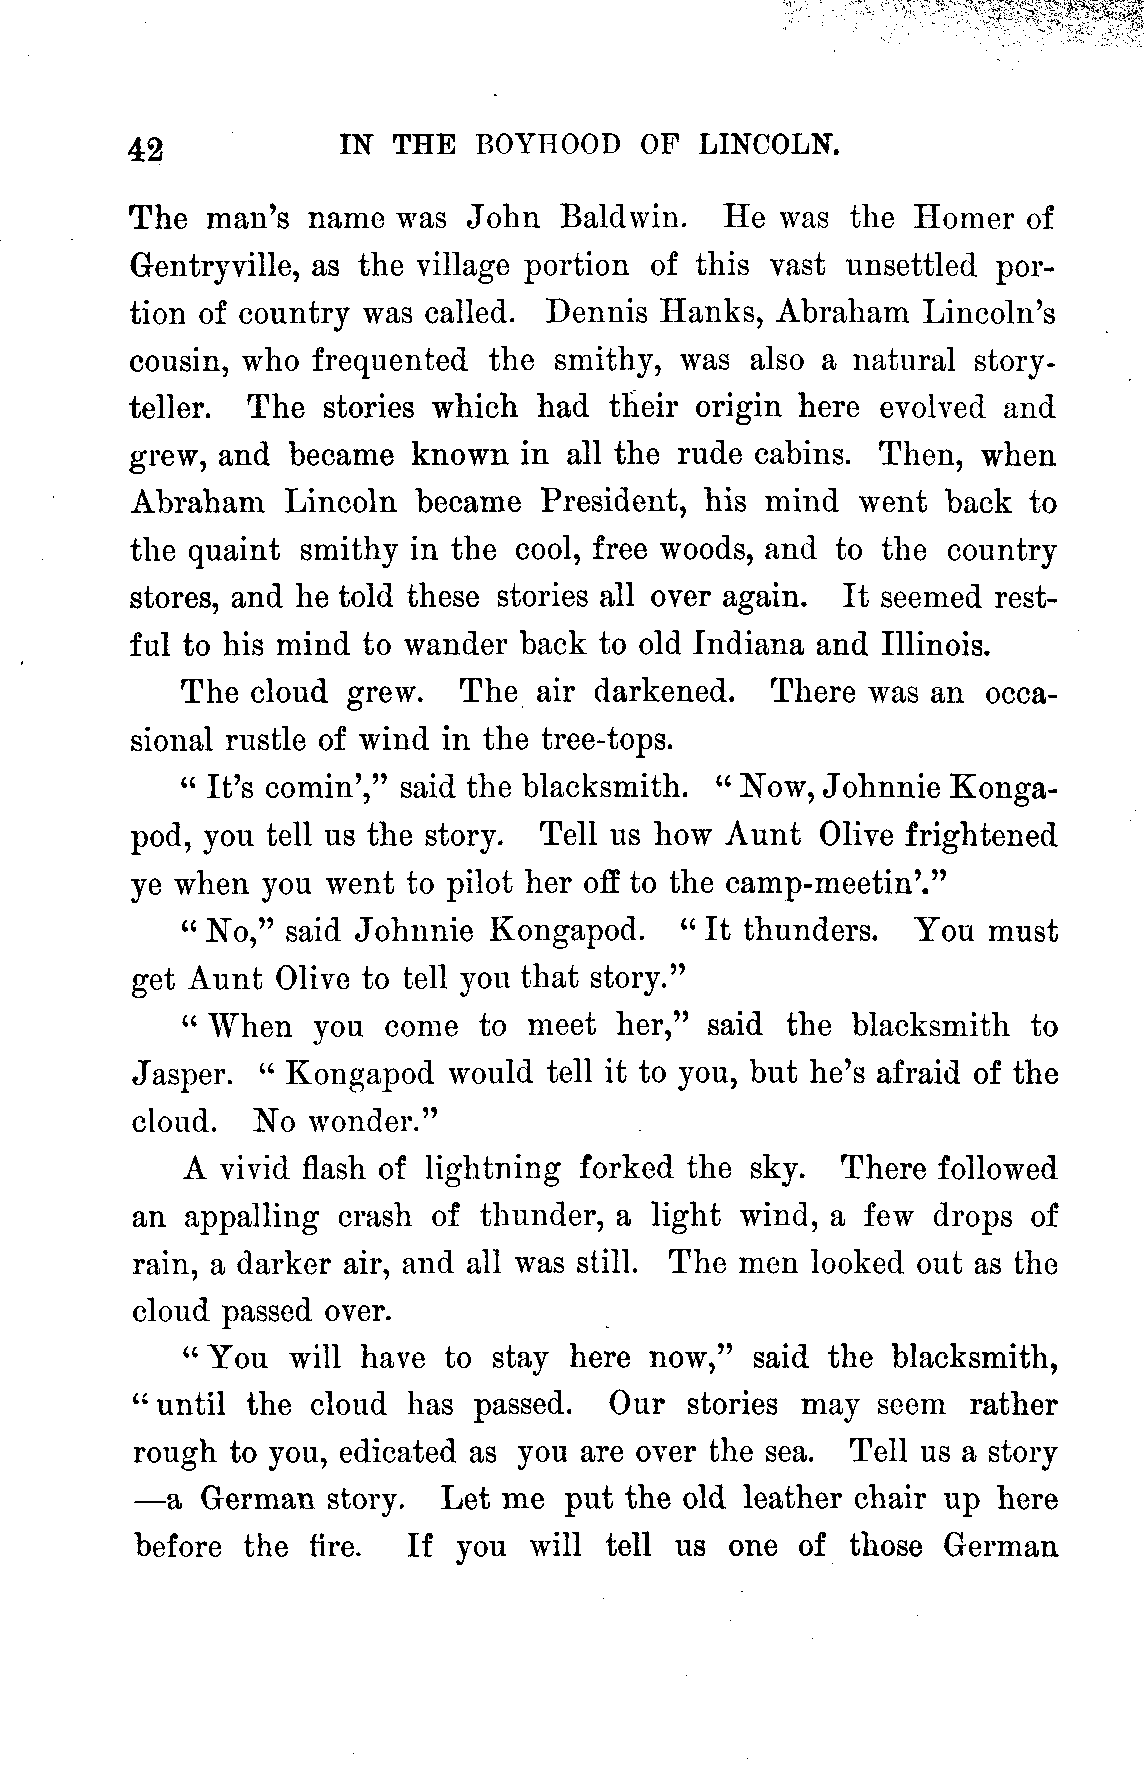 42 IN THE BOYHOOD OF LINCOLN.
The man's name was John Baldwin. He was the Homer of
Gentryville, as the village portion of this vast unsettled por-
tion of country was called. Dennis Hanks, Abraham Lincoln's
cousin, who frequented the smithy, was also a natural story-
teller. The stories which had their origin here evolved and
grew, and became known in all the rude cabins. Then, when
Abraham Lincoln became President, his mind went back to
the quaint smithy in the cool, free woods, and to the country
stores, and he told these stories all over again. It seemed rest-
ful to his mind to wander back to old Indiana and Illinois.
The cloud grew. The air darkened. There was an occa-
sional rustle of wind in the tree-tops.
"It's comin'," said the blacksmith. "Now, Johnnie Konga-
pod, you tell us the story. Tell us how Aunt Olive frightened
ye when you went to pilot her off to the camp-meetin'."
"No," said Johnnie Kongapod. "It thunders. You must
get Aunt Olive to tell you that story."
"When you come to meet her," said the blacksmith to
Jasper. "Kongapod would tell it to you, but he's afraid of the
cloud. No wonder."
A vivid flash of lightning forked the sky. There followed
an appalling crash of thunder, a light wind, a few drops of
rain, a darker air, and all was still. The men looked out as the
cloud passed over.
"You will have to stay here now," said the blacksmith,
"until the cloud has passed. Our stories may seem rather
rough to you, edicated as you are over the sea. Tell us a story
—a German story. Let me put the old leather chair up here
before the fire. If you will tell us one of those German